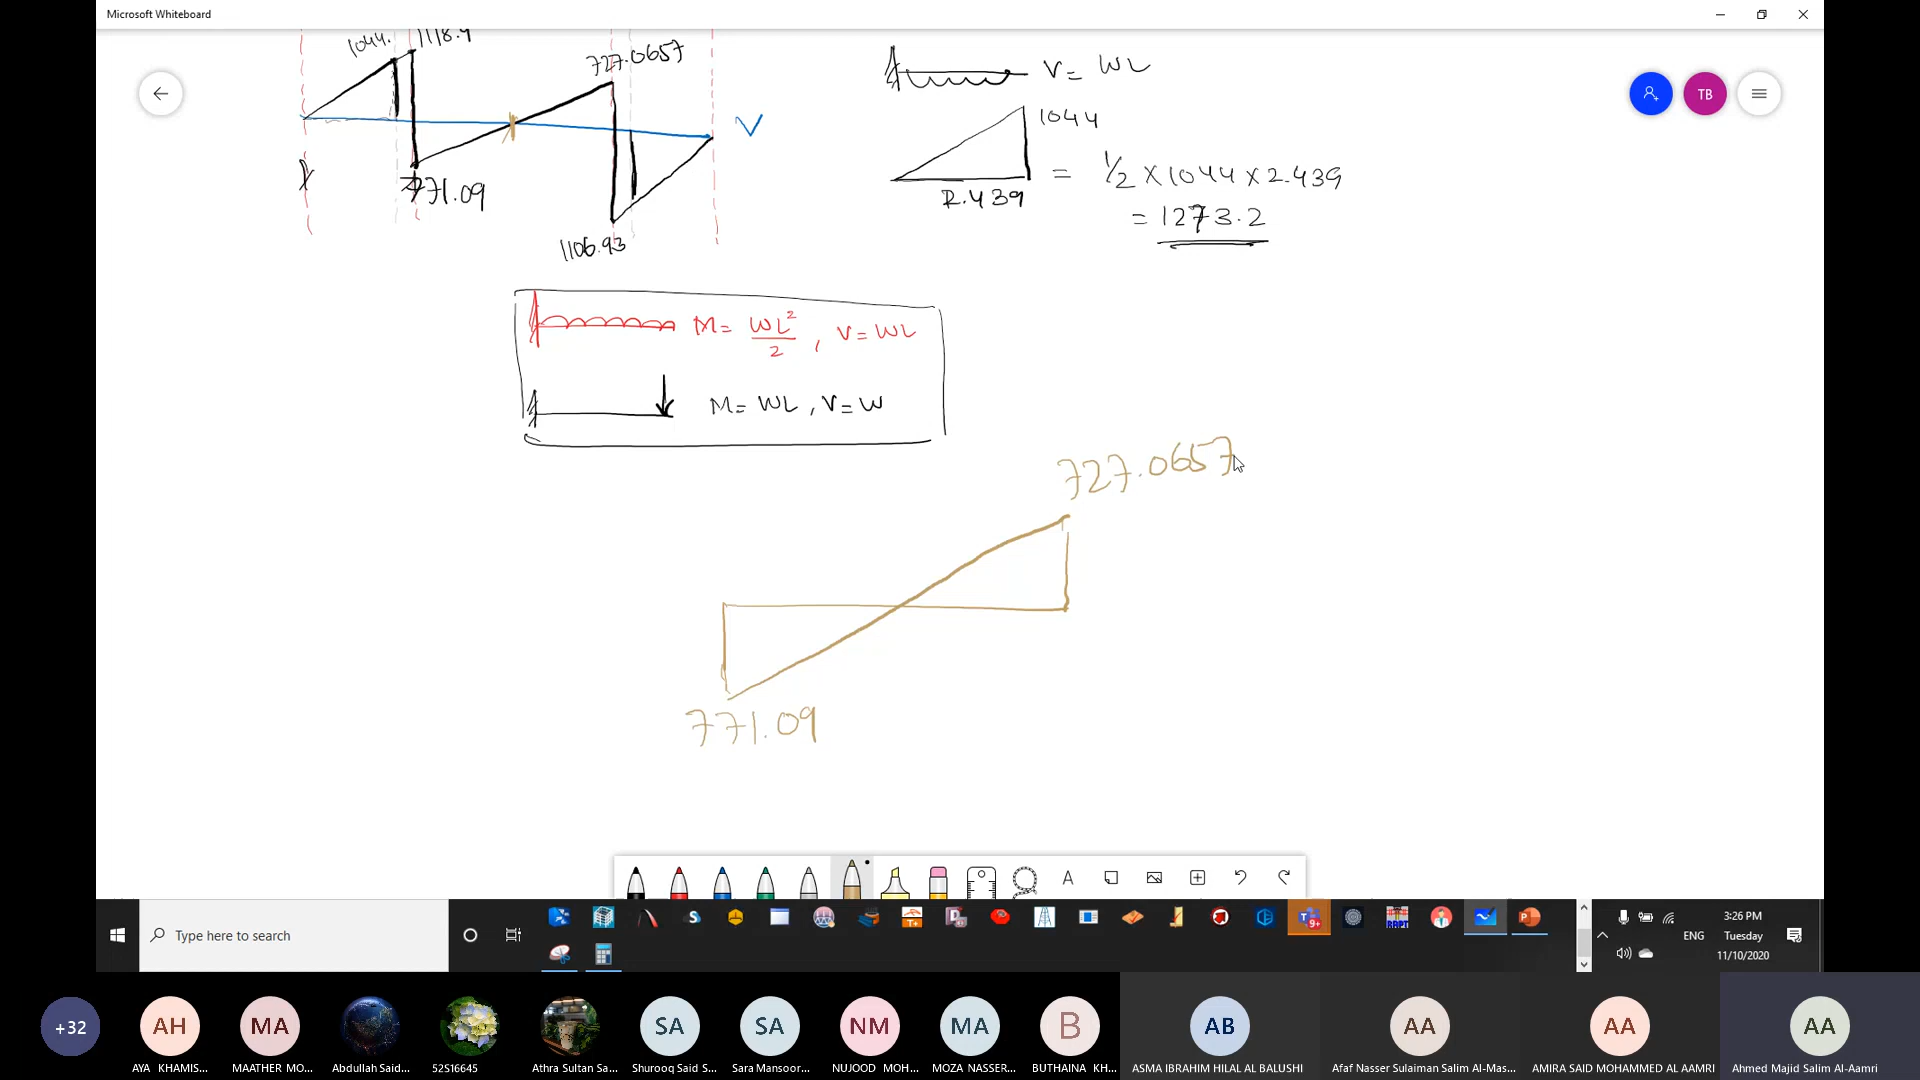 Microsoft Whiteboard
1044.
1118.4
727.0657
V
771.09
1106.93
V= WL
1044
2.439
= 1/2 × 1044 × 2.439
= 1273.2
M= WL²/2 , V= WL
M= WL , V= W
727.0657
771.09
TB
A
Type here to search
ENG
3:26 PM
Tuesday
11/10/2020
+32
AH
MA
SA
SA
NM
MA
B
AB
AA
AA
AA
AYA KHAMIS...
MAATHER MO...
Abdullah Said...
52S16645
Athra Sultan Sa...
Shurooq Said S...
Sara Mansoor...
NUJOOD MOH...
MOZA NASSER...
BUTHAINA KH...
ASMA IBRAHIM HILAL AL BALUSHI
Afaf Nasser Sulaiman Salim Al-Mas...
AMIRA SAID MOHAMMED AL AAMRI
Ahmed Majid Salim Al-Aamri